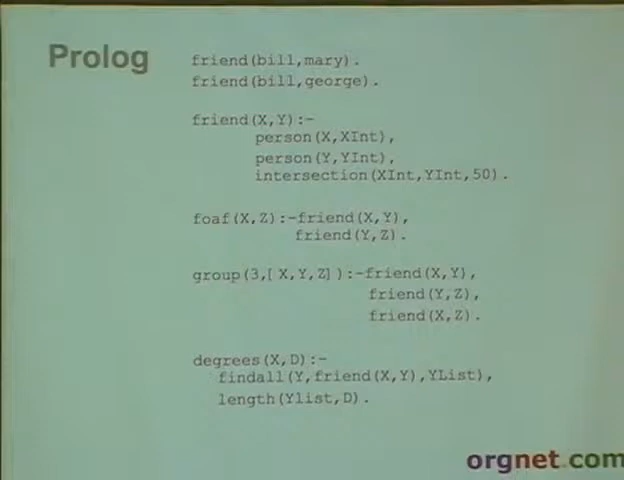 Prolog
friend(bill,mary).
friend(bill,george).
friend(X,Y):-
person(X,XInt),
person(Y,YInt),
intersection(XInt,YInt,50).
foaf(X,Z):-friend(X,Y),
friend(Y,Z).
group(3,[X,Y,Z]):-friend(X,Y),
friend(Y,Z),
friend(X,Z).
degrees(X,D):-
findall(Y,friend(X,Y),YList),
length(Ylist,D).
orgnet.com